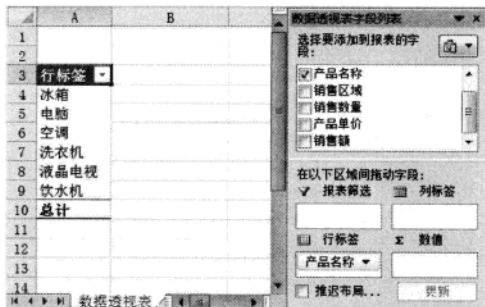 A B
1
2
3 行标签
4 冰箱
5 电脑
6 空调
7 洗衣机
8 液晶电视
9 饮水机
10 总计
11
12
13
14
数据透视表
数据透视表字段列表
选择要添加到报表的字
段:
产品名称
销售区域
销售数量
产品单价
销售额
在以下区域间拖动字段:
报表筛选 列标签
行标签 Σ 数值
产品名称
推迟布局... 更新